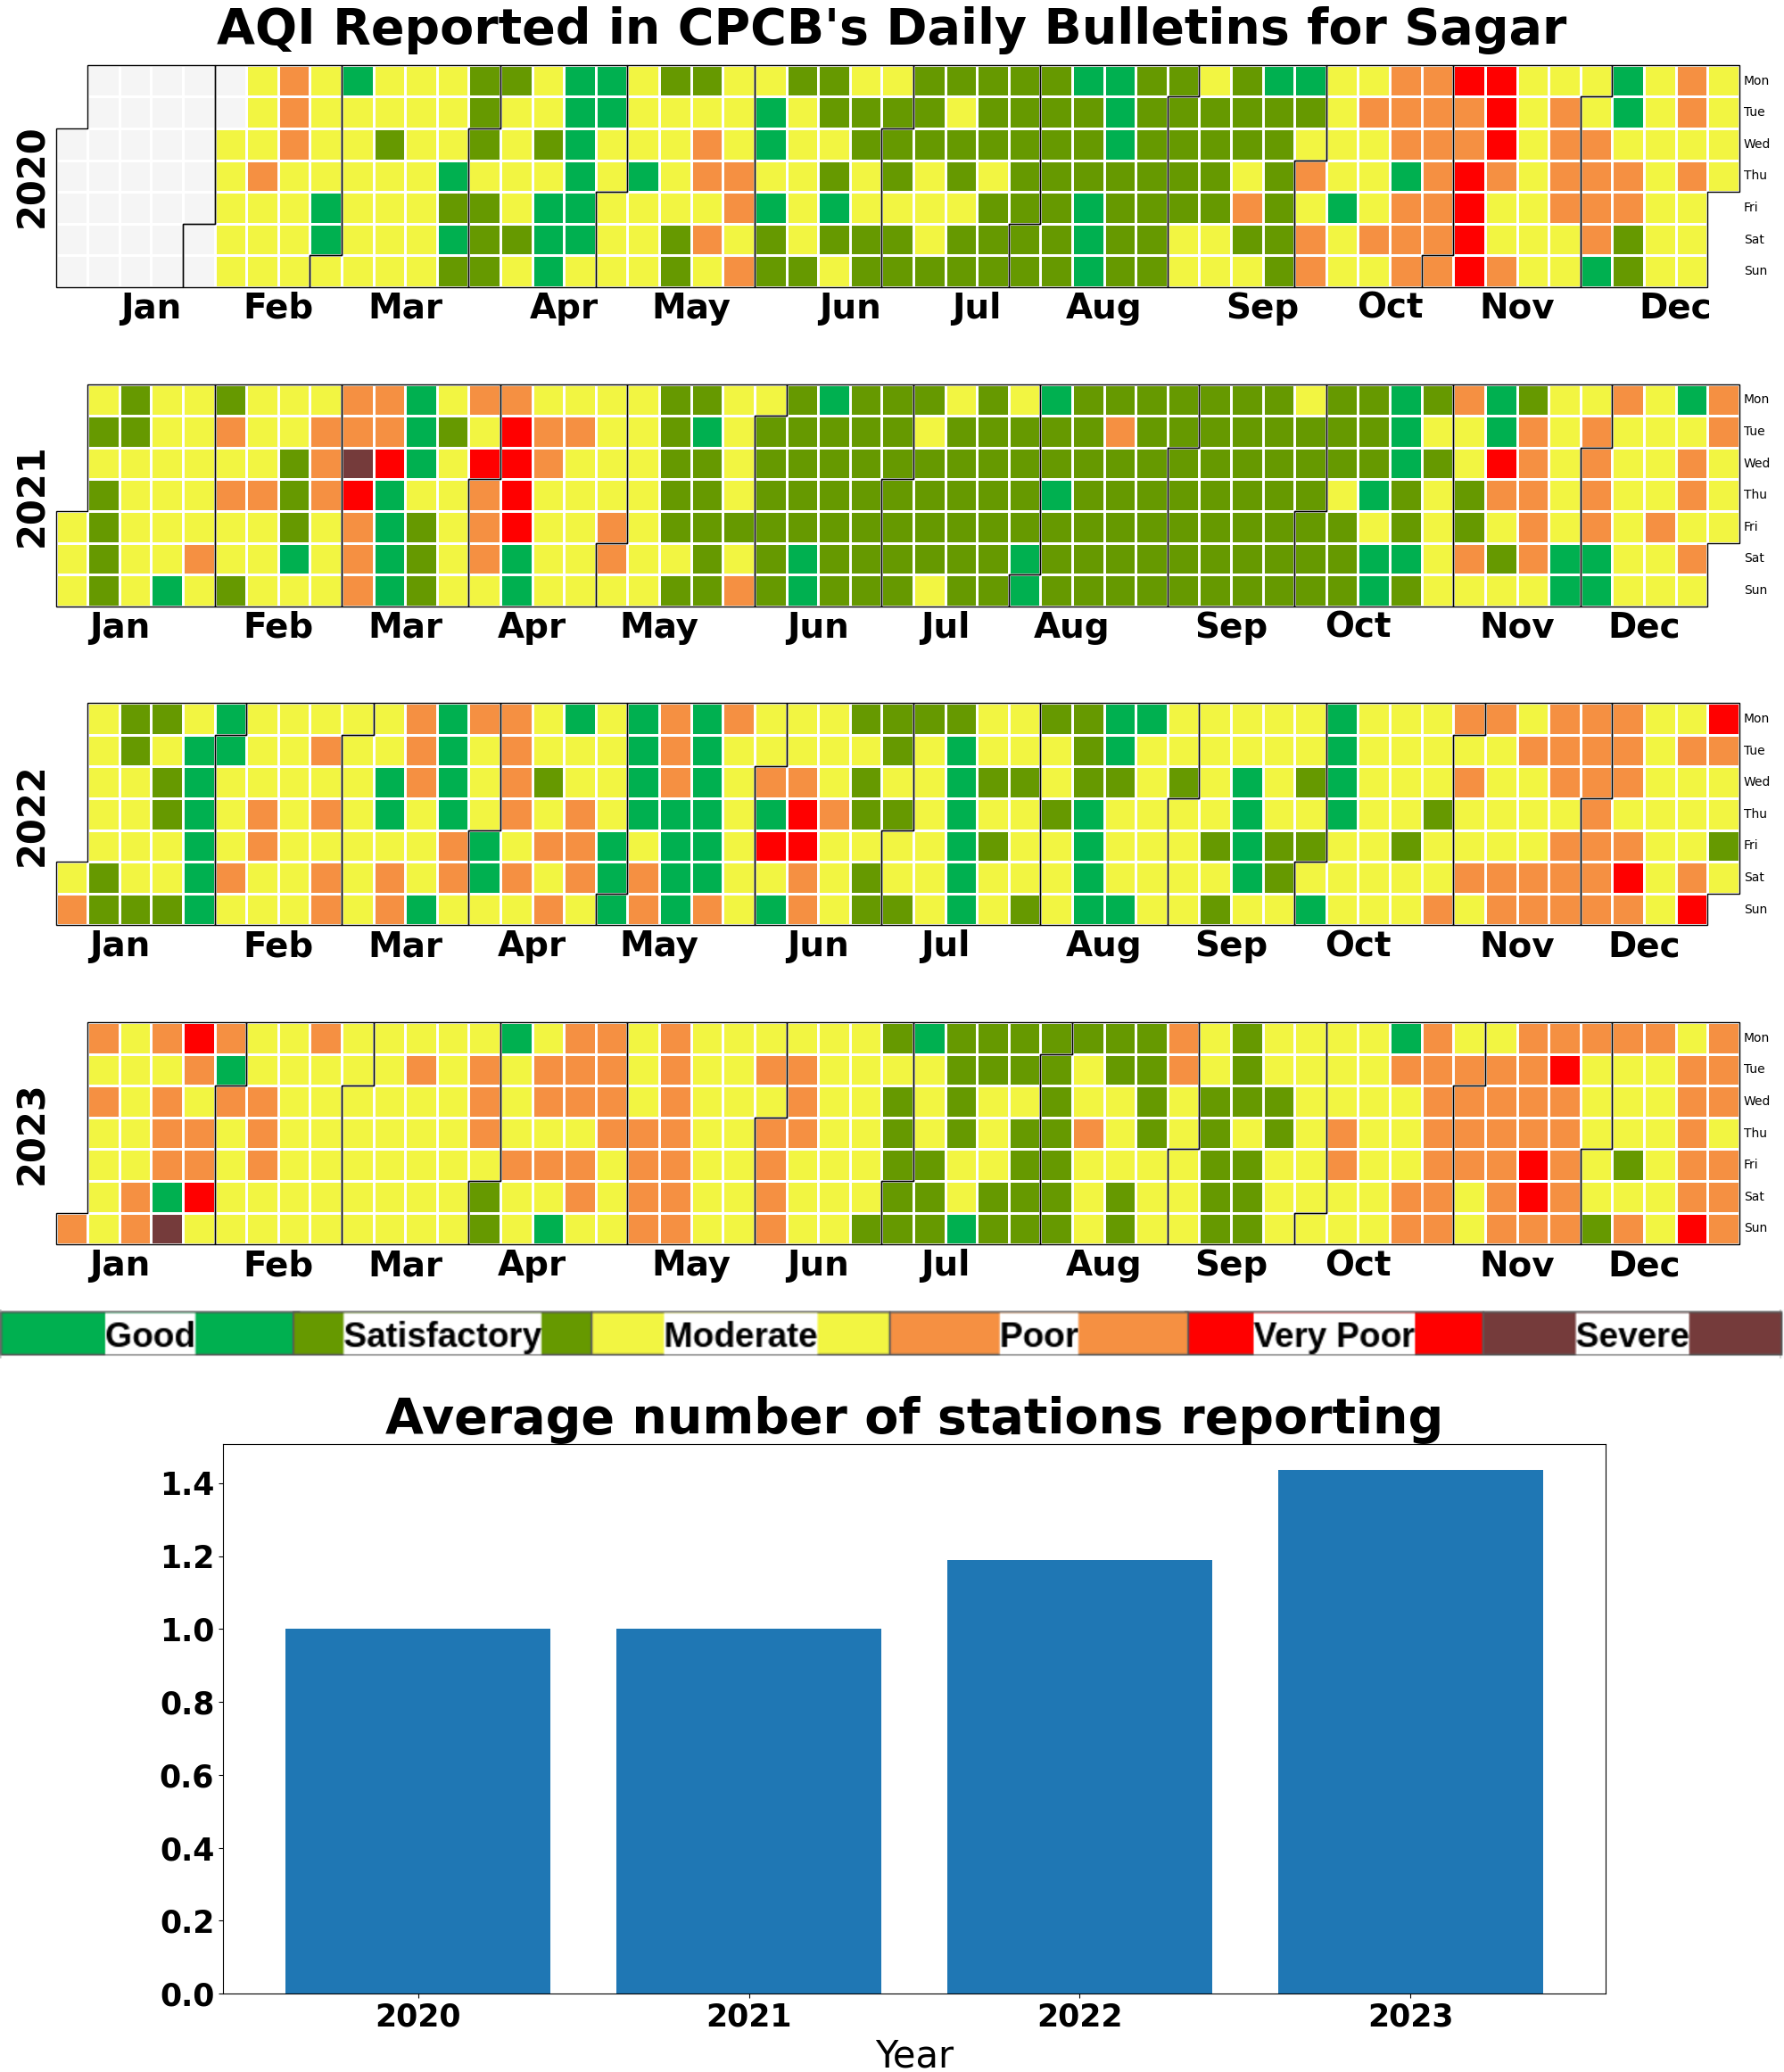 AQI Reported in CPCB's Daily Bulletins for Sagar
2020
Mon
Tue
Wed
Thu
Fri
Sat
Sun
Jan Feb Mar Apr May Jun Jul Aug Sep Oct Nov Dec
2021
Mon
Tue
Wed
Thu
Fri
Sat
Sun
Jan Feb Mar Apr May Jun Jul Aug Sep Oct Nov Dec
2022
Mon
Tue
Wed
Thu
Fri
Sat
Sun
Jan Feb Mar Apr May Jun Jul Aug Sep Oct Nov Dec
2023
Mon
Tue
Wed
Thu
Fri
Sat
Sun
Jan Feb Mar Apr May Jun Jul Aug Sep Oct Nov Dec
Good Satisfactory Moderate Poor Very Poor Severe
Average number of stations reporting
1.4
1.2
1.0
0.8
0.6
0.4
0.2
0.0
2020 2021 2022 2023
Year